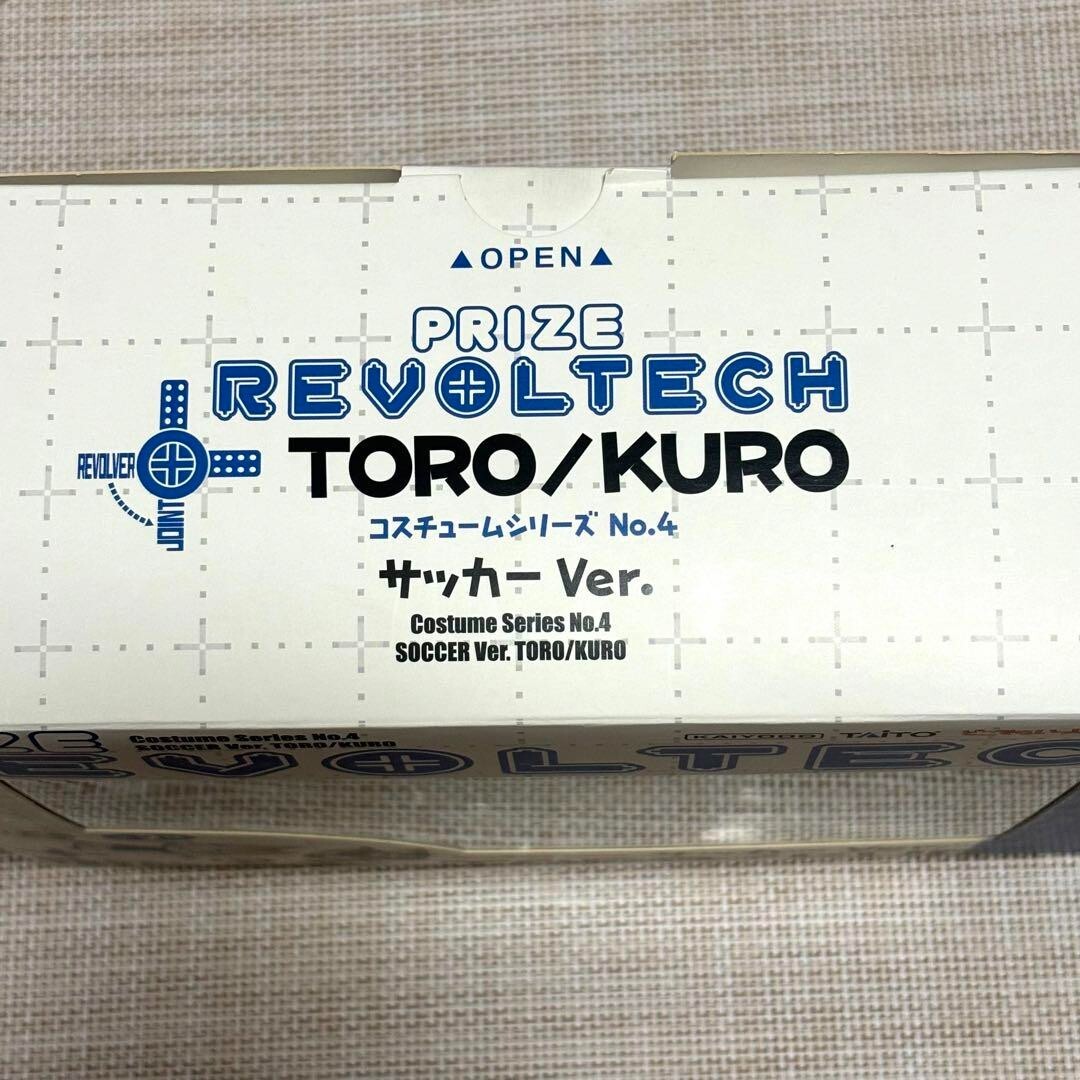 ▲OPEN▲
PRIZE
REVOLTECH
REVOLVER
JOINT
TORO/KURO
コスチュームシリーズ No.4
サッカー Ver.
Costume Series No.4
SOCCER Ver. TORO/KURO
Costume Series No.4
SOCCER Ver. TORO/KURO
KAIYODO TAITO